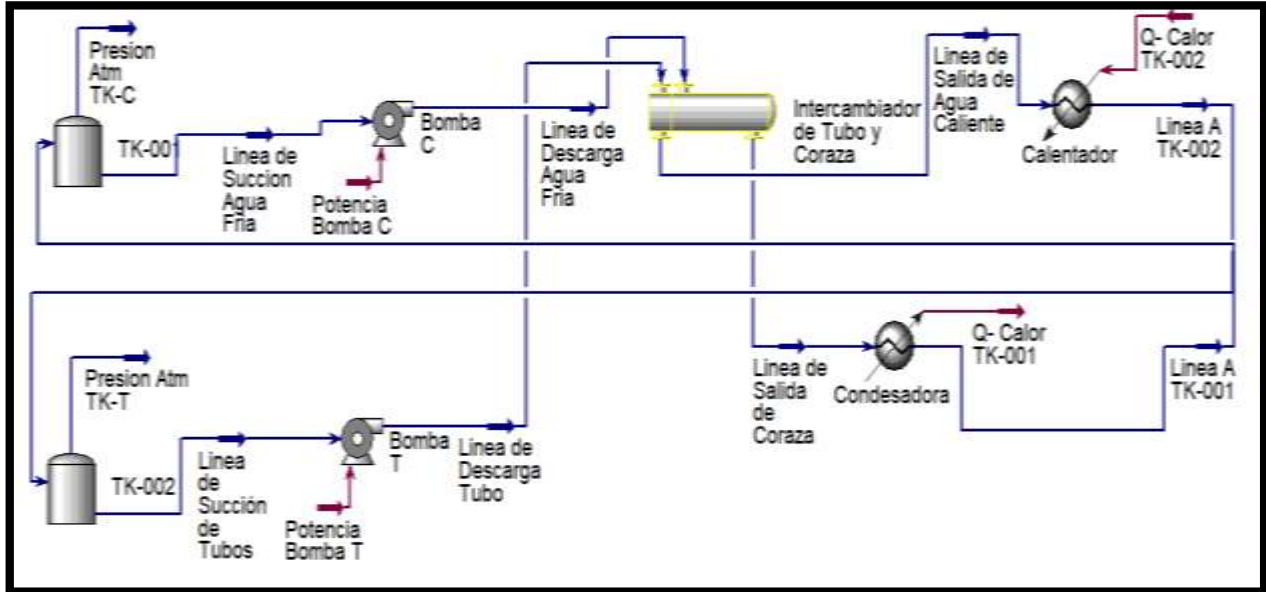 Presion
Atm
TK-C
TK-001
Linea de
Succion
Agua
Fria
Potencia
Bomba C
Bomba
C
Linea de
Descarga
Agua
Fria
Intercambiador
de Tubo y
Coraza
Linea de
Salida de
Agua
Caliente
Q- Calor
TK-002
Calentador
Linea A
TK-002
Presion Atm
TK-T
TK-002
Linea
de
Succión
de
Tubos
Potencia
Bomba T
Bomba
T
Linea de
Descarga
Tubo
Linea de
Salida
de
Coraza
Condesadora
Q- Calor
TK-001
Linea A
TK-001